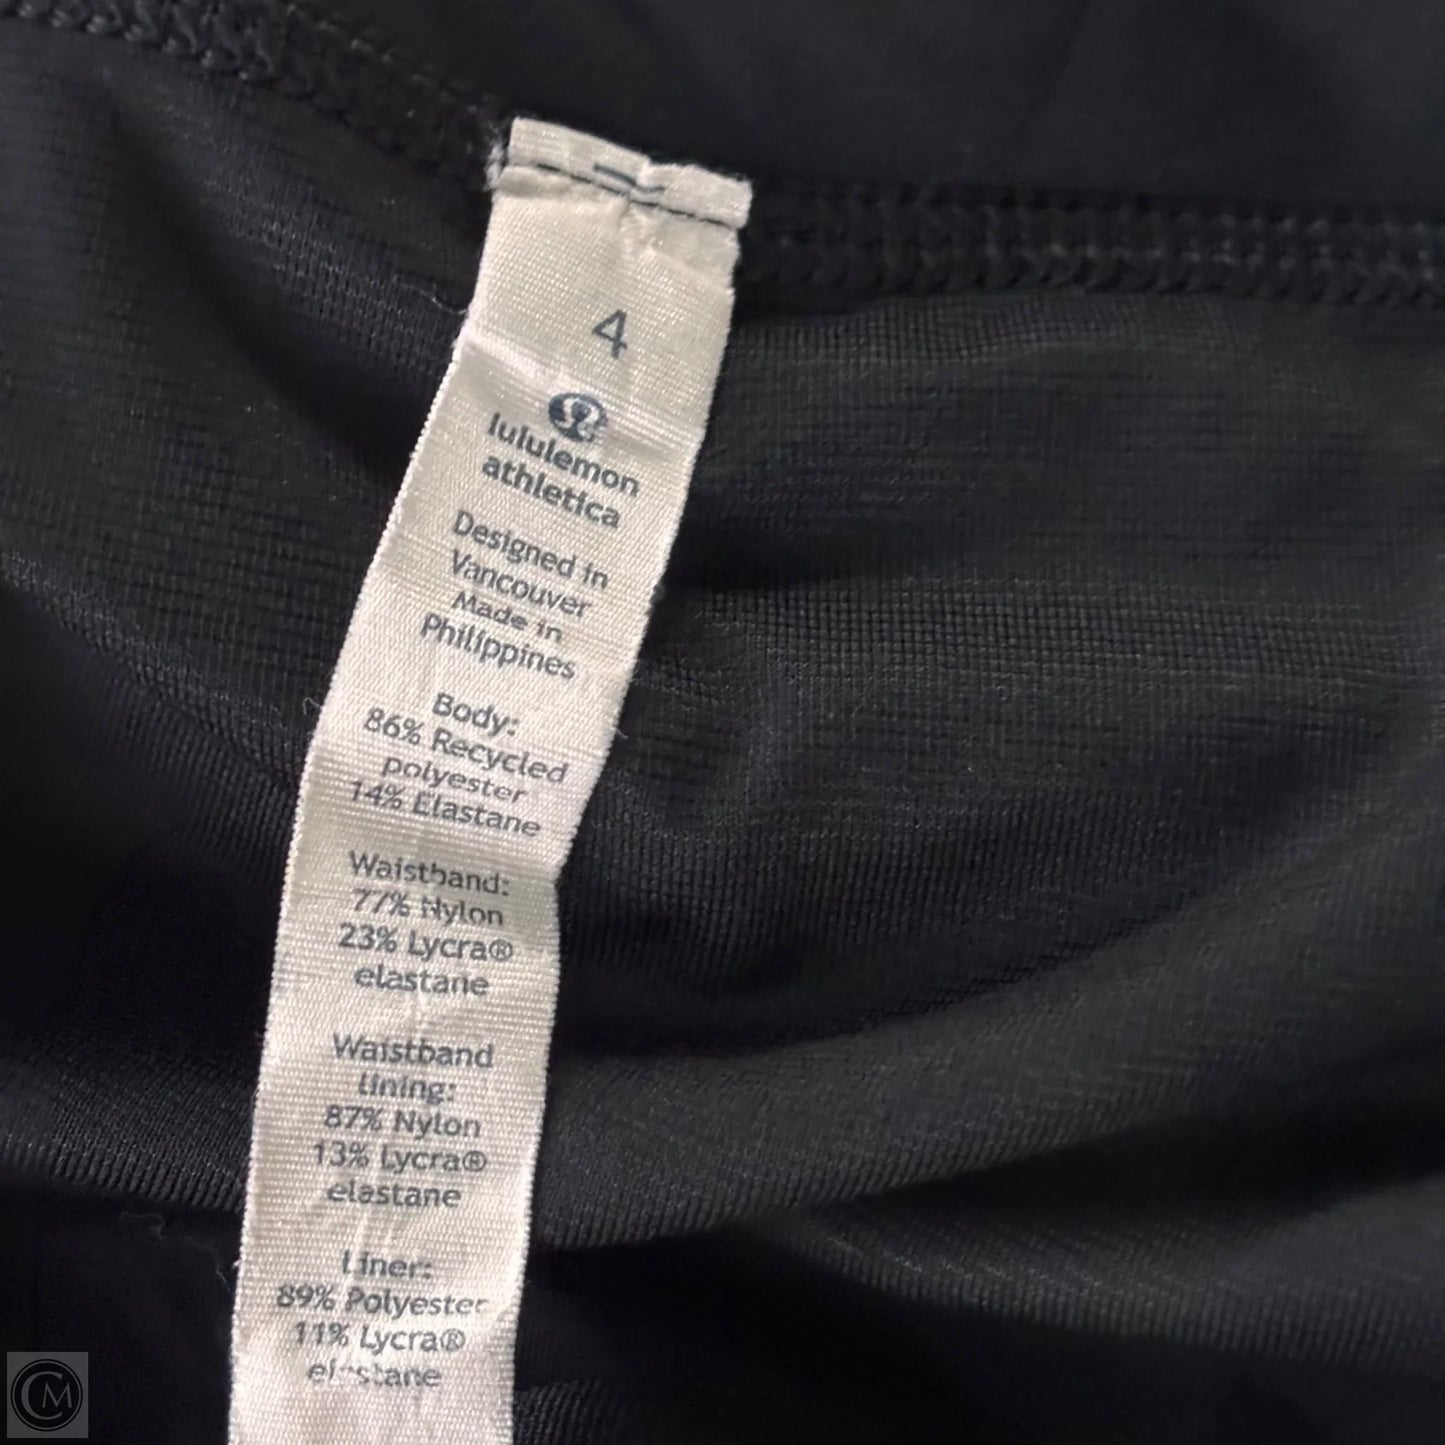 4
lululemon
athletica
Designed in
Vancouver
Made in
Philippines
Body:
86% Recycled
polyester
14% Elastane
Waistband:
77% Nylon
23% Lycra®
elastane
Waistband
lining:
87% Nylon
13% Lycra®
elastane
Liner:
89% Polyester
11% Lycra®
elastane
CM